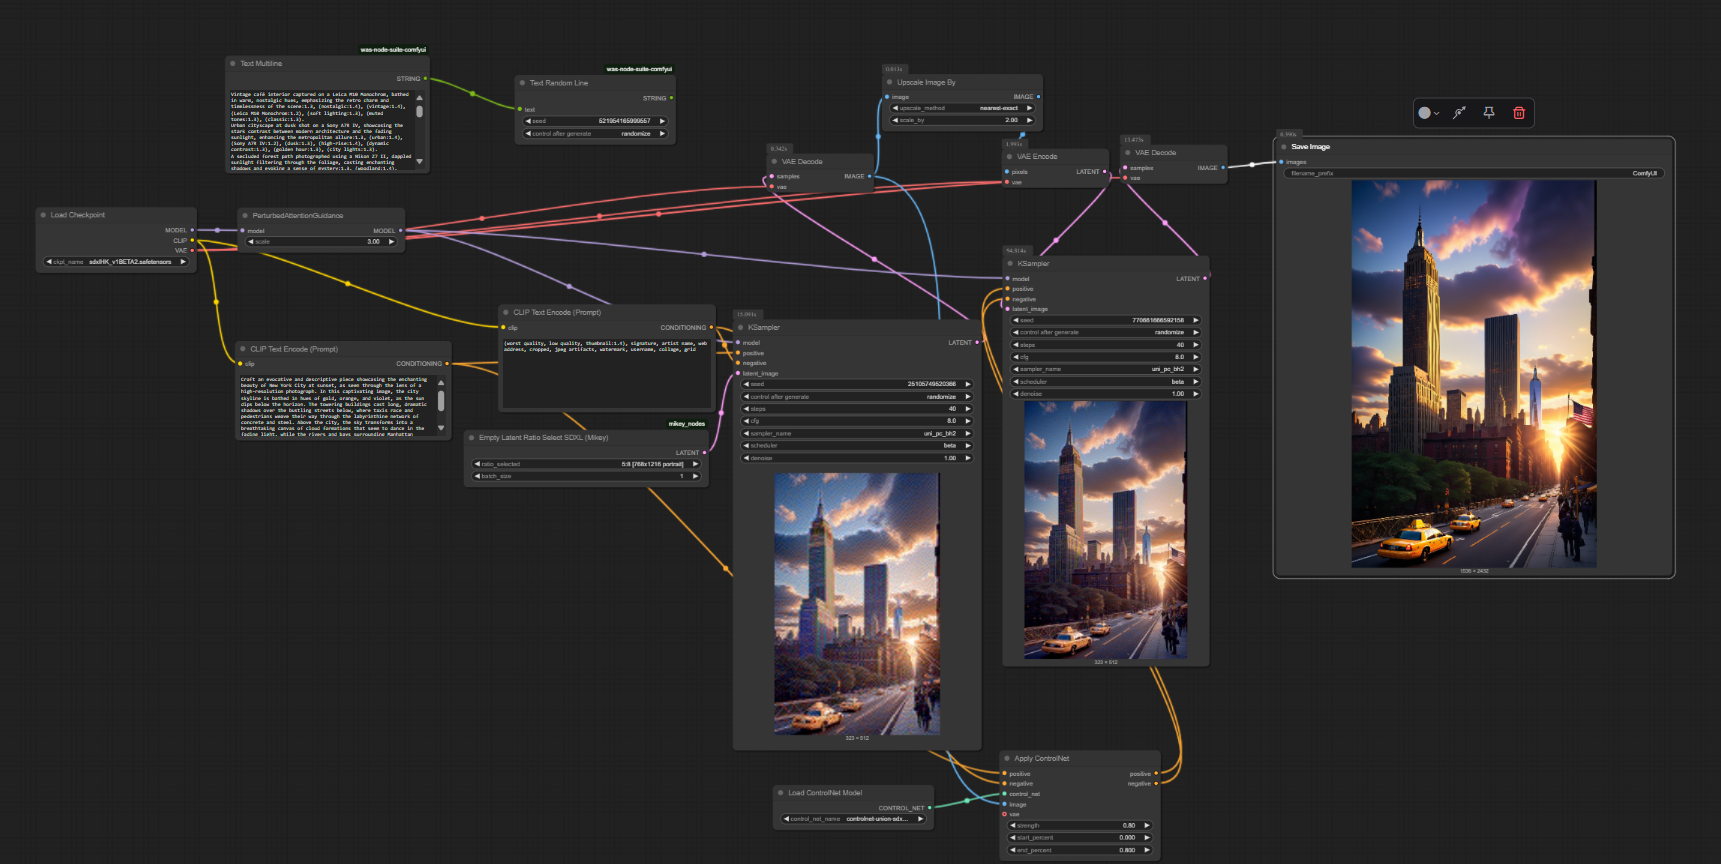 was-node-suite-comfyui
Text Multiline
STRING
Vintage café interior captured on a Leica M10 Monochrom, bathed
in warm, nostalgic hues, emphasizing the retro charm and
timelessness of the scene:1.3, (nostalgic:1.4), (vintage:1.4),
(Leica M10 Monochrom:1.2), (soft lighting:1.3), (muted
tones:1.3), (classic:1.3).
Urban cityscape at dusk shot on a Sony A7R IV, showcasing the
stark contrast between modern architecture and the fading
sunlight, enhancing the metropolitan allure:1.3, (urban:1.4),
(Sony A7R IV:1.2), (dusk:1.3), (high-rise:1.4), (dynamic
contrast:1.3), (golden hour:1.3), (city lights:1.3).
A secluded forest path photographed using a Nikon Z7 II, dappled
sunlight filtering through the foliage, casting enchanting
shadows and evoking a sense of mystery:1.3, (woodland:1.4),
was-node-suite-comfyui
Text Random Line
STRING
text
seed
control after generate randomize
Upscale Image By
image IMAGE
upscale_method nearest-exact
scale_by 2.00
VAE Decode
samples IMAGE
vae
VAE Encode
pixels LATENT
vae
VAE Decode
samples IMAGE
vae
Save Image
images
filename_prefix ComfyUI
Load Checkpoint
MODEL
CLIP
VAE
ckpt_name sdxlHK_v1BETA2.safetensors
PerturbedAttentionGuidance
model MODEL
scale 3.00
CLIP Text Encode (Prompt)
clip CONDITIONING
(worst quality, low quality, thumbnail:1.4), signature, artist name, web
address, cropped, jpeg artifacts, watermark, username, collage, grid
CLIP Text Encode (Prompt)
clip CONDITIONING
Craft an evocative and descriptive piece showcasing the enchanting
beauty of New York City at sunset, as seen through the lens of a
high-resolution photograph. In this captivating image, the city
skyline is bathed in hues of gold, orange, and violet, as the sun
dips below the horizon. The towering buildings cast long, dramatic
shadows over the bustling streets below, where taxis race and
pedestrians weave their way through the labyrinthine network of
concrete and steel. Above the city, the sky transforms into a
breathtaking canvas of cloud formations that seem to dance in the
fading light, while the rivers and bays surrounding Manhattan
mikey_nodes
Empty Latent Ratio Select SDXL (Mikey)
LATENT
ratio_selected 5:8 [768x1216 portrait]
batch_size 1
KSampler
model LATENT
positive
negative
latent_image
seed
control after generate randomize
steps 40
cfg 8.0
sampler_name uni_pc_bh2
scheduler beta
denoise 1.00
323 × 512
KSampler
model LATENT
positive
negative
latent_image
seed
control after generate randomize
steps 40
cfg 8.0
sampler_name uni_pc_bh2
scheduler beta
denoise 1.00
323 × 512
1536 × 2432
Load ControlNet Model
CONTROL_NET
control_net_name controlnet-union-sdx...
Apply ControlNet
positive positive
negative negative
control_net
image
vae
strength 0.80
start_percent 0.000
end_percent 0.800